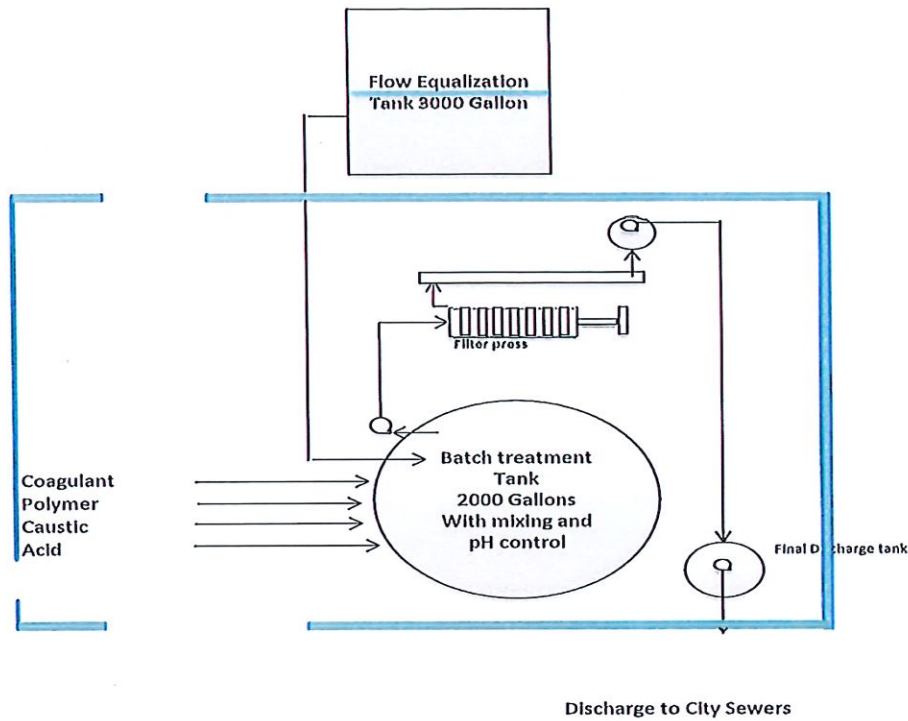 Flow Equalization
Tank 3000 Gallon
Filter press
Batch treatment
Tank
2000 Gallons
With mixing and
pH control
Coagulant
Polymer
Caustic
Acid
Final Discharge tank
Discharge to City Sewers